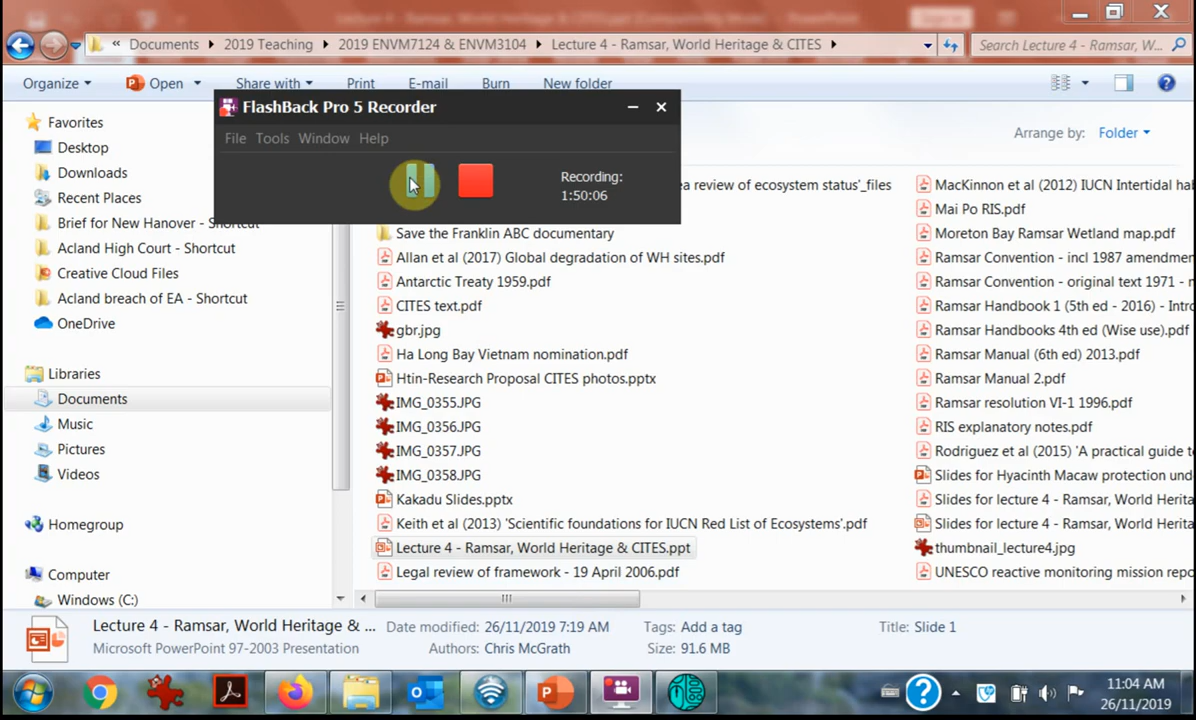 « Documents ▸ 2019 Teaching ▸ 2019 ENVM7124 & ENVM3104 ▸ Lecture 4 - Ramsar, World Heritage & CITES ▸
Search Lecture 4 - Ramsar, W...
Organize Open Share with Print E-mail Burn New folder
FlashBack Pro 5 Recorder
File Tools Window Help
Recording:
1:50:06
Arrange by: Folder
Favorites
Desktop
Downloads
Recent Places
Brief for New Hanover - Shortcut
Acland High Court - Shortcut
Creative Cloud Files
Acland breach of EA - Shortcut
OneDrive
Libraries
Documents
Music
Pictures
Videos
Homegroup
Computer
Windows (C:)
a review of ecosystem status'_files
Save the Franklin ABC documentary
Allan et al (2017) Global degradation of WH sites.pdf
Antarctic Treaty 1959.pdf
CITES text.pdf
gbr.jpg
Ha Long Bay Vietnam nomination.pdf
Htin-Research Proposal CITES photos.pptx
IMG_0355.JPG
IMG_0356.JPG
IMG_0357.JPG
IMG_0358.JPG
Kakadu Slides.pptx
Keith et al (2013) 'Scientific foundations for IUCN Red List of Ecosystems'.pdf
Lecture 4 - Ramsar, World Heritage & CITES.ppt
Legal review of framework - 19 April 2006.pdf
MacKinnon et al (2012) IUCN Intertidal hab
Mai Po RIS.pdf
Moreton Bay Ramsar Wetland map.pdf
Ramsar Convention - incl 1987 amendmen
Ramsar Convention - original text 1971 -
Ramsar Handbook 1 (5th ed - 2016) - Intro
Ramsar Handbooks 4th ed (Wise use).pdf
Ramsar Manual (6th ed) 2013.pdf
Ramsar Manual 2.pdf
Ramsar resolution VI-1 1996.pdf
RIS explanatory notes.pdf
Rodriguez et al (2015) 'A practical guide to
Slides for Hyacinth Macaw protection und
Slides for lecture 4 - Ramsar, World Herita
Slides for lecture 4 - Ramsar, World Herita
thumbnail_lecture4.jpg
UNESCO reactive monitoring mission repo
Lecture 4 - Ramsar, World Heritage & ... Date modified: 26/11/2019 7:19 AM Tags: Add a tag Title: Slide 1
Microsoft PowerPoint 97-2003 Presentation Authors: Chris McGrath Size: 91.6 MB
11:04 AM
26/11/2019